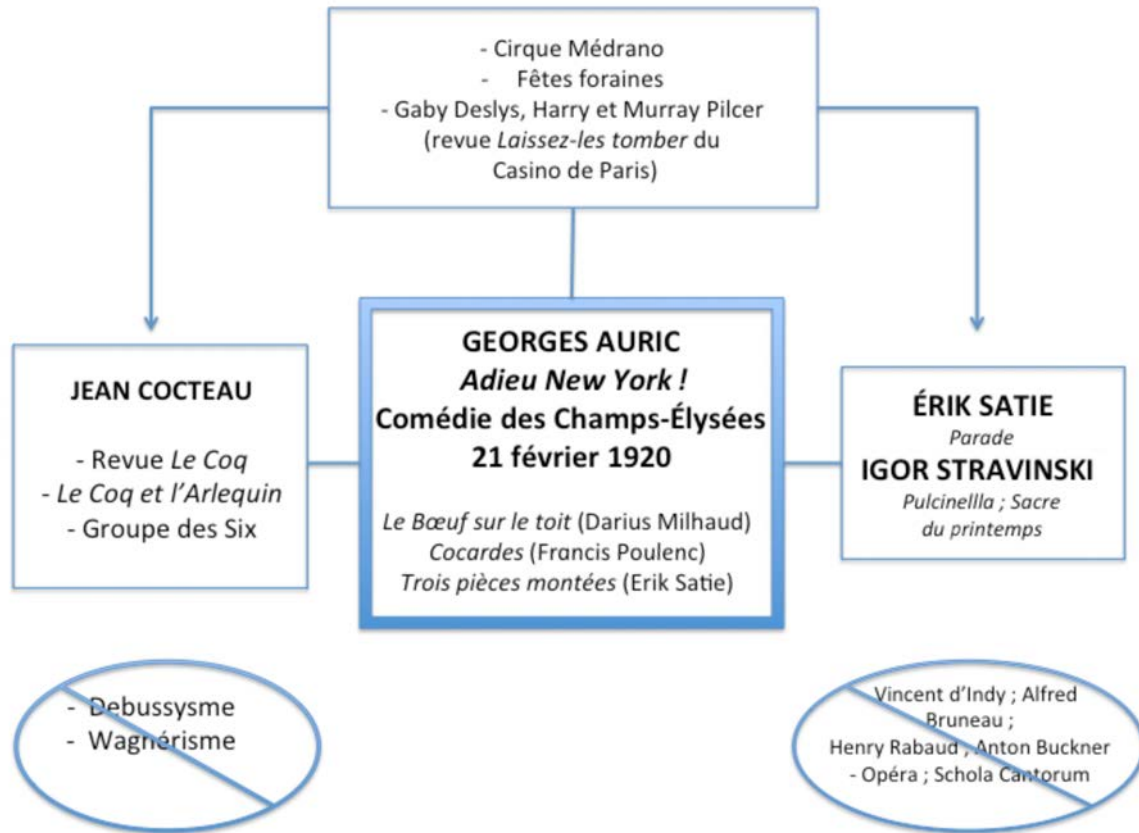 - Cirque Médrano
- Fêtes foraines
- Gaby Deslys, Harry et Murray Pilcer
(revue Laissez-les tomber du
Casino de Paris)
JEAN COCTEAU
- Revue Le Coq
- Le Coq et l'Arlequin
- Groupe des Six
GEORGES AURIC
Adieu New York !
Comédie des Champs-Élysées
21 février 1920
Le Bœuf sur le toit (Darius Milhaud)
Cocardes (Francis Poulenc)
Trois pièces montées (Erik Satie)
ÉRIK SATIE
Parade
IGOR STRAVINSKI
Pulcinellla ; Sacre
du printemps
- Debussysme
- Wagnérisme
Vincent d'Indy ; Alfred
Bruneau ;
Henry Rabaud ; Anton Buckner
- Opéra ; Schola Cantorum